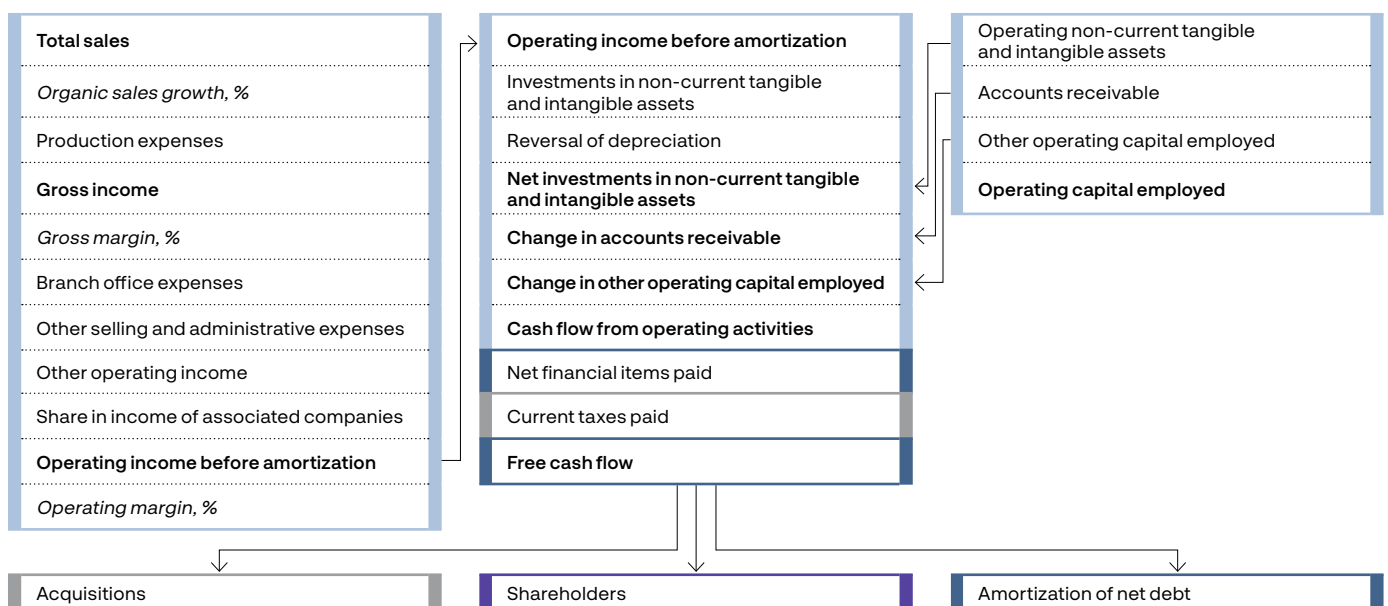 Total sales
Organic sales growth, %
Production expenses
Gross income
Gross margin, %
Branch office expenses
Other selling and administrative expenses
Other operating income
Share in income of associated companies
Operating income before amortization
Operating margin, %
Operating income before amortization
Investments in non-current tangible
and intangible assets
Reversal of depreciation
Net investments in non-current tangible
and intangible assets
Change in accounts receivable
Change in other operating capital employed
Cash flow from operating activities
Net financial items paid
Current taxes paid
Free cash flow
Operating non-current tangible
and intangible assets
Accounts receivable
Other operating capital employed
Operating capital employed
Acquisitions
Shareholders
Amortization of net debt